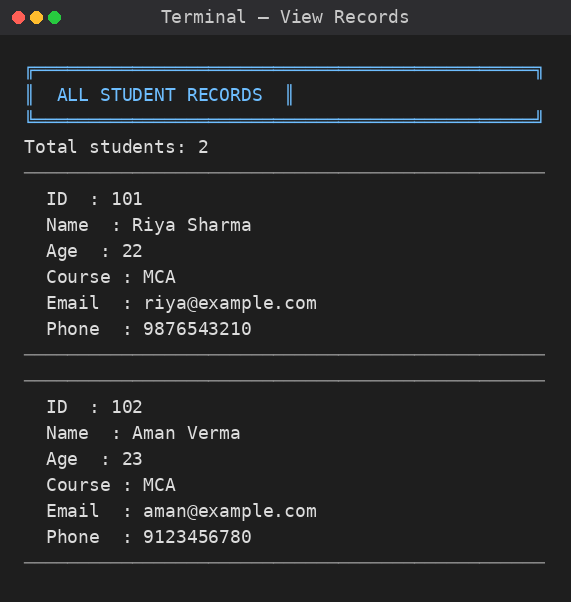 Terminal — View Records
╔══════════════════════════════════════════════╗
║  ALL STUDENT RECORDS  ║
╚══════════════════════════════════════════════╝
Total students: 2
────────────────────────────────────────────────
  ID  : 101
  Name  : Riya Sharma
  Age  : 22
  Course : MCA
  Email  : riya@example.com
  Phone  : 9876543210
────────────────────────────────────────────────
────────────────────────────────────────────────
  ID  : 102
  Name  : Aman Verma
  Age  : 23
  Course : MCA
  Email  : aman@example.com
  Phone  : 9123456780
────────────────────────────────────────────────